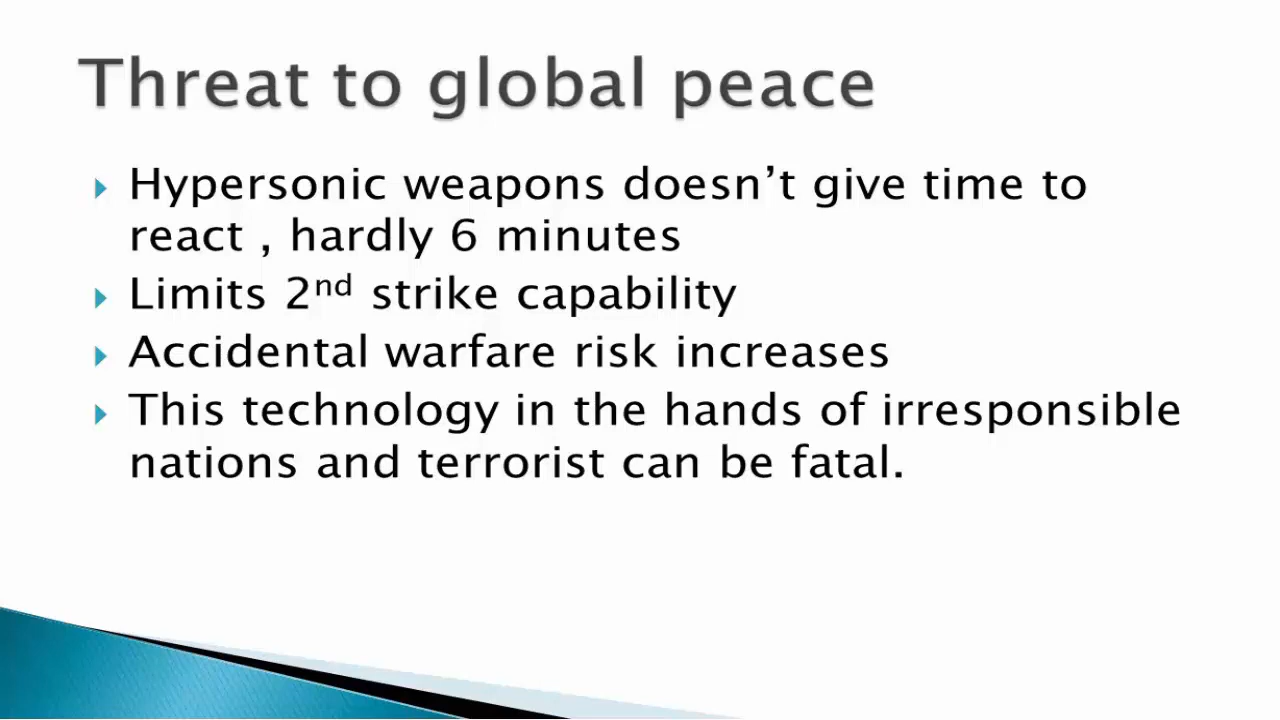 Threat to global peace
Hypersonic weapons doesn’t give time to
react , hardly 6 minutes
Limits 2nd strike capability
Accidental warfare risk increases
This technology in the hands of irresponsible
nations and terrorist can be fatal.